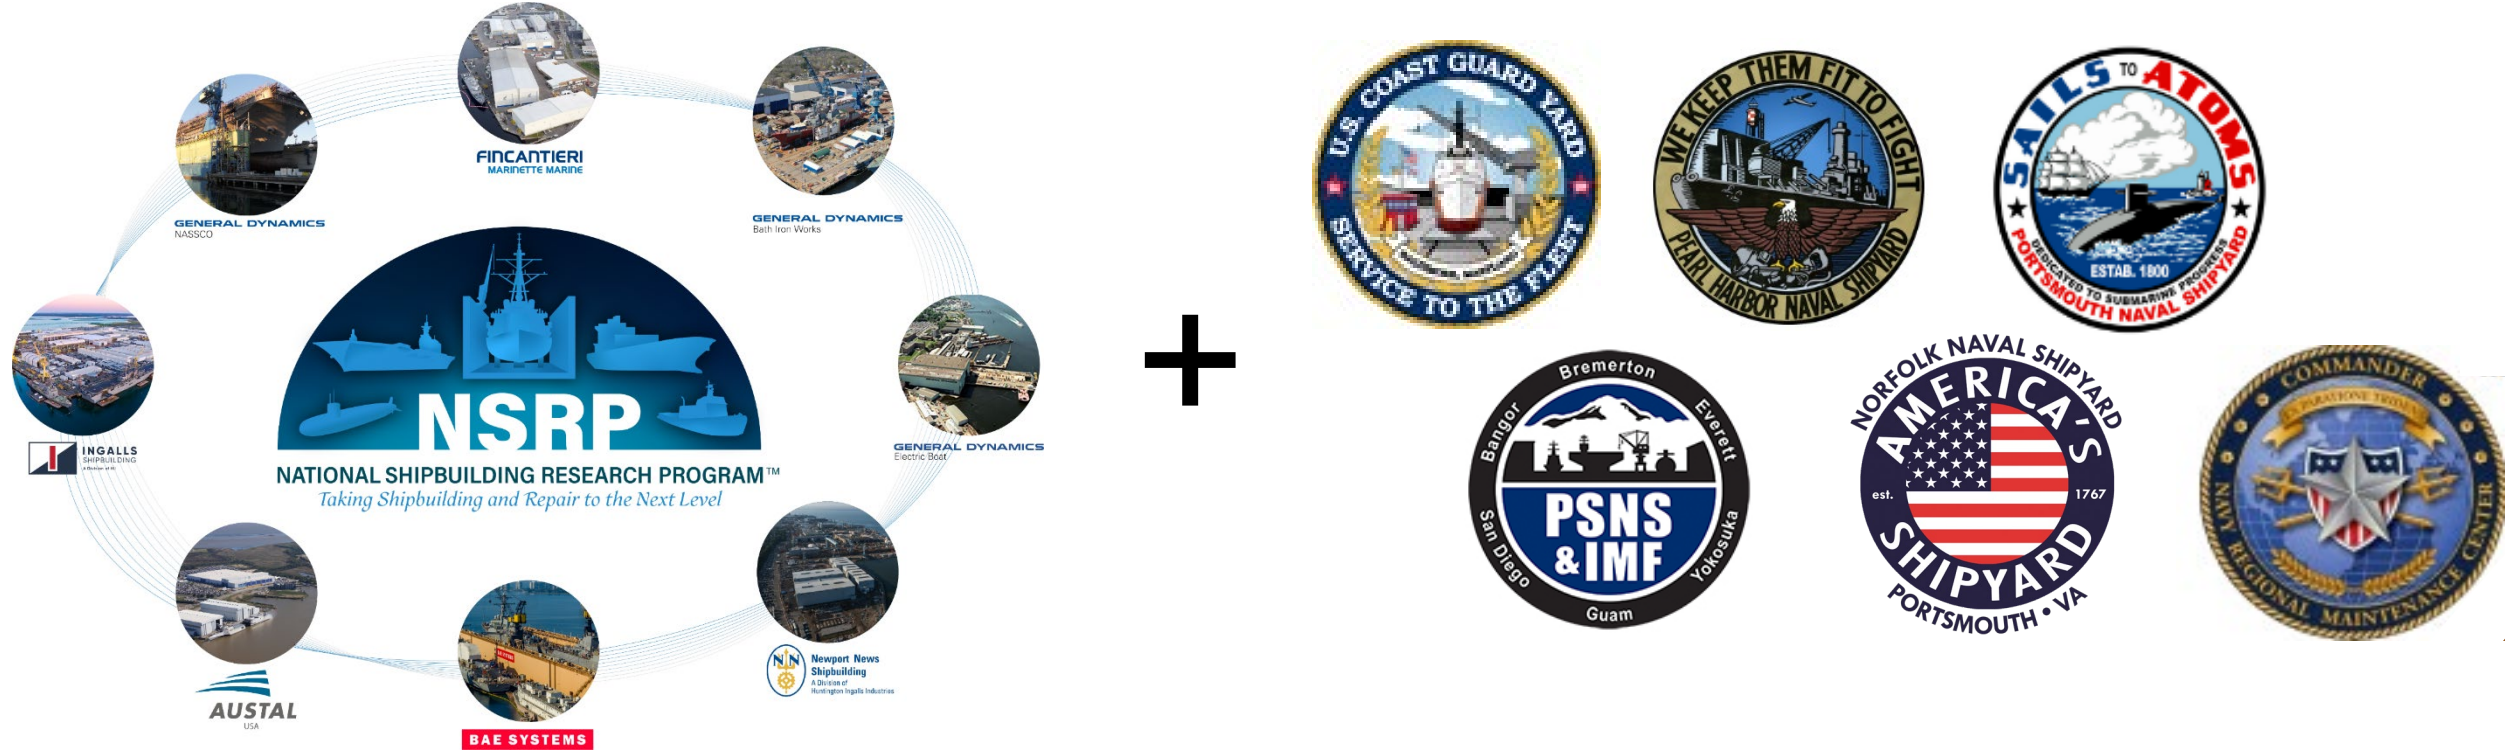 FINCANTIERI
MARINETTE MARINE
GENERAL DYNAMICS
NASSCO
GENERAL DYNAMICS
Bath Iron Works
INGALLS
SHIPBUILDING
GENERAL DYNAMICS
Electric Boat
NSRP
NATIONAL SHIPBUILDING RESEARCH PROGRAM™
Taking Shipbuilding and Repair to the Next Level
NN
Newport News
Shipbuilding
A Division of
Huntington Ingalls Industries
AUSTAL
USA
BAE SYSTEMS
+
U.S. COAST GUARD YARD
SERVICE TO THE FLEET
WE KEEP THEM FIT TO FIGHT
PEARL HARBOR NAVAL SHIPYARD
SAILS TO ATOMS
ESTAB. 1800
DEDICATED TO SUBMARINE PROGRESS
PORTSMOUTH NAVAL SHIPYARD
Bremerton
Bangor
Everett
PSNS
& IMF
San Diego
Yokosuka
Guam
NORFOLK NAVAL SHIPYARD
AMERICA'S
est.
1767
SHIPYARD
PORTSMOUTH • VA
COMMANDER
NAVY REGIONAL MAINTENANCE CENTER